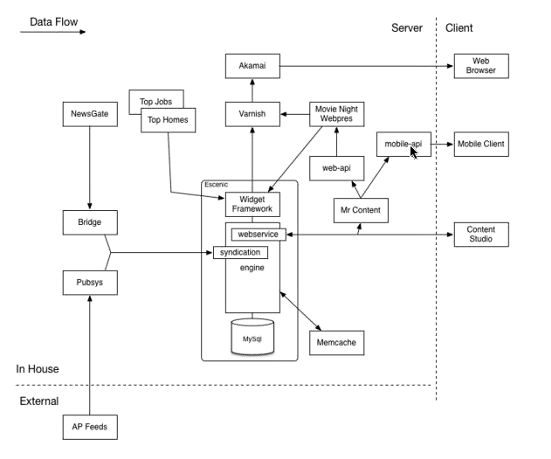 Data Flow
Server
Client
Akamai
Web
Browser
Top Jobs
Top Homes
NewsGate
Varnish
Movie Night
Webpres
mobile-api
Mobile Client
web-api
Escenic
Widget
Framework
Mr Content
Bridge
webservice
Content
Studio
syndication
engine
Pubsys
MySql
Memcache
In House
External
AP Feeds